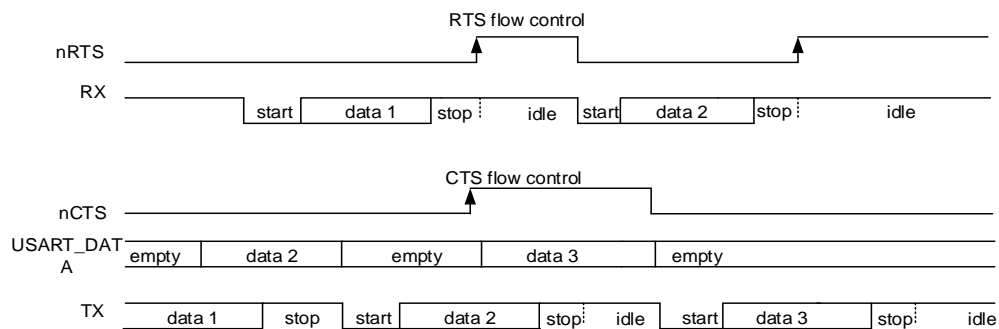 RTS flow control
nRTS
RX
start data 1 stop idle start data 2 stop idle
CTS flow control
nCTS
USART_DAT
A
empty data 2 empty data 3 empty
TX
data 1 stop start data 2 stop idle start data 3 stop idle